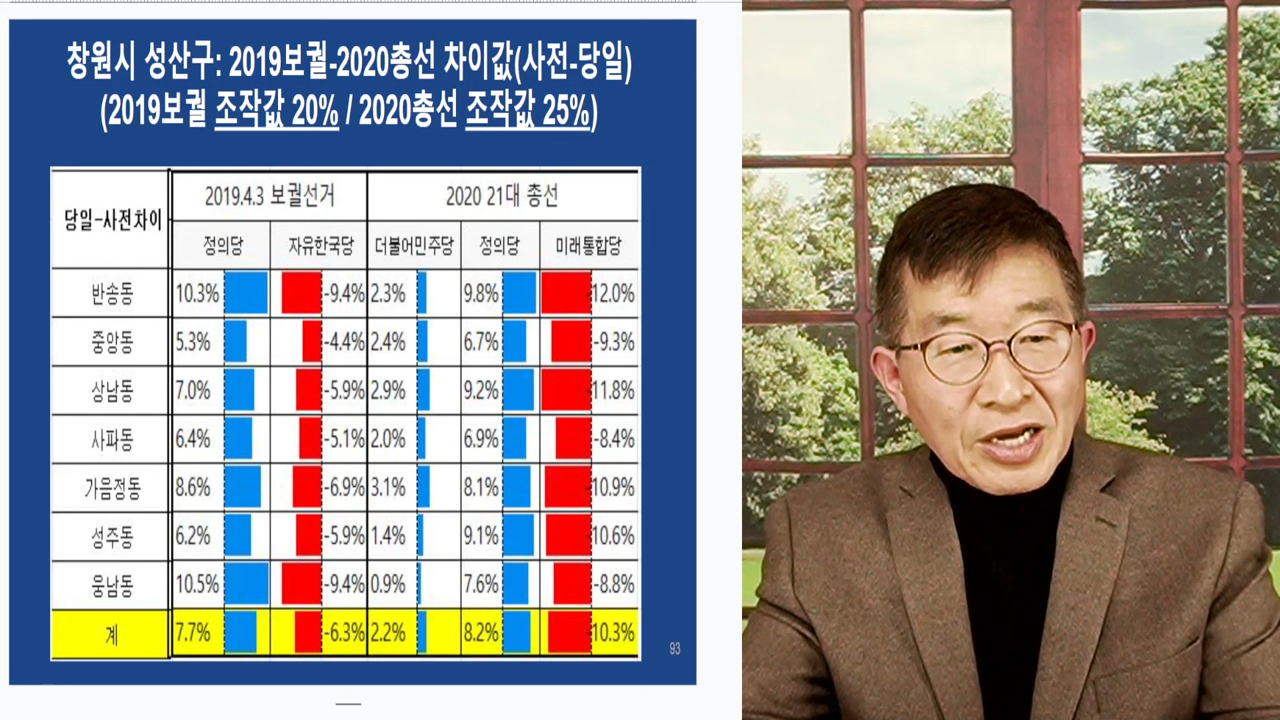 창원시 성산구: 2019보궐-2020총선 차이값(사전-당일)
(2019보궐 조작값 20% / 2020총선 조작값 25%)
당일-사전차이 2019.4.3 보궐선거 2020 21대 총선
정의당 자유한국당 더불어민주당 정의당 미래통합당
반송동 10.3% -9.4% 2.3% 9.8% -12.0%
중앙동 5.3% -4.4% 2.4% 6.7% -9.3%
상남동 7.0% -5.9% 2.9% 9.2% -11.8%
사파동 6.4% -5.1% 2.0% 6.9% -8.4%
가음정동 8.6% -6.9% 3.1% 8.1% -10.9%
성주동 6.2% -5.9% 1.4% 9.1% -10.6%
웅남동 10.5% -9.4% 0.9% 7.6% -8.8%
계 7.7% -6.3% 2.2% 8.2% -10.3%
93